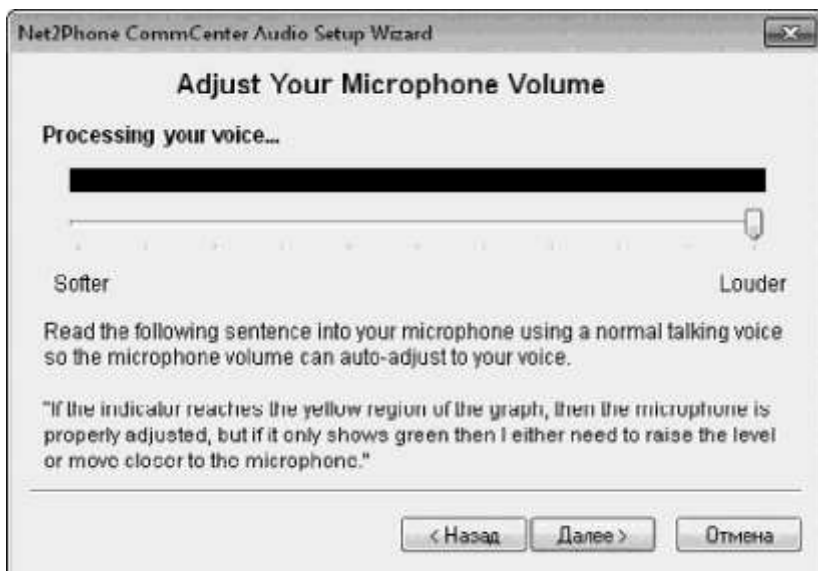 Net2Phone CommCenter Audio Setup Wizard
Adjust Your Microphone Volume
Processing your voice...
Softer Louder
Read the following sentence into your microphone using a normal talking voice
so the microphone volume can auto-adjust to your voice.
"If the indicator reaches the yellow region of the graph, then the microphone is
properly adjusted, but if it only shows green then I either need to raise the level
or move closer to the microphone."
< Назад Далее > Отмена